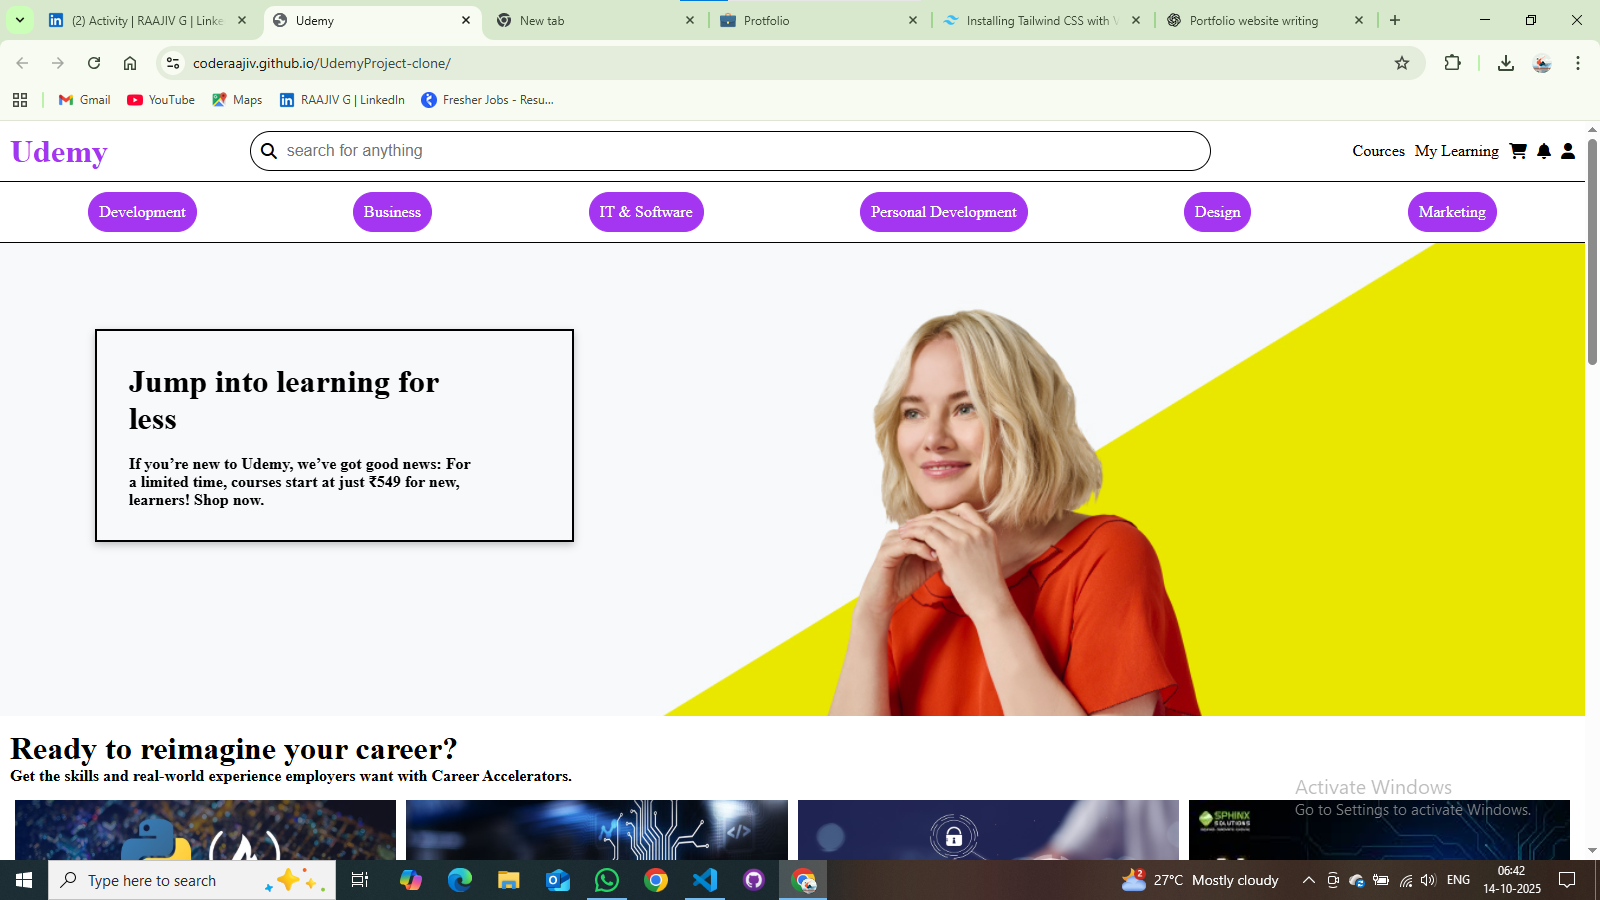 (2) Activity | RAAJIV G | Linke
Udemy
New tab
Protfolio
Installing Tailwind CSS with V
Portfolio website writing
coderaajiv.github.io/UdemyProject-clone/
Gmail
YouTube
Maps
RAAJIV G | LinkedIn
Fresher Jobs - Resu...
Udemy
search for anything
Cources
My Learning
Development
Business
IT & Software
Personal Development
Design
Marketing
Jump into learning for
less
If you’re new to Udemy, we’ve got good news: For
a limited time, courses start at just ₹549 for new,
learners! Shop now.
Ready to reimagine your career?
Get the skills and real-world experience employers want with Career Accelerators.
SPHINX
SOLUTIONS
</>
Activate Windows
Go to Settings to activate Windows.
Type here to search
2
27°C Mostly cloudy
ENG
06:42
14-10-2025